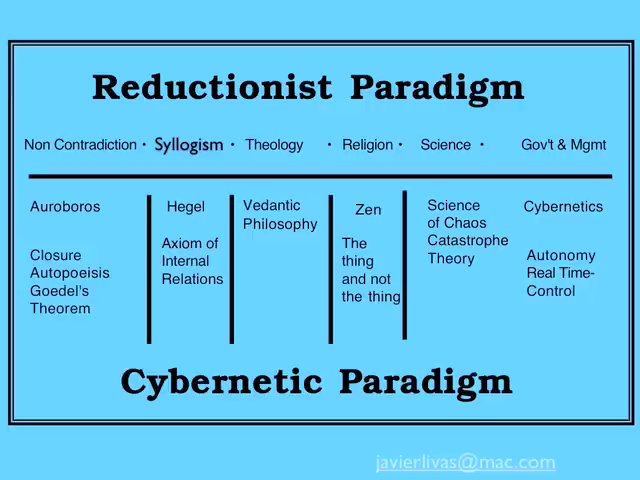 Reductionist Paradigm
Non Contradiction • Syllogism • Theology • Religion • Science • Gov't & Mgmt
Auroboros
Closure
Autopoeisis
Goedel's
Theorem
Hegel
Axiom of
Internal
Relations
Vedantic
Philosophy
Zen
The
thing
and not
the thing
Science
of Chaos
Catastrophe
Theory
Cybernetics
Autonomy
Real Time-
Control
Cybernetic Paradigm
javierlivas@mac.com